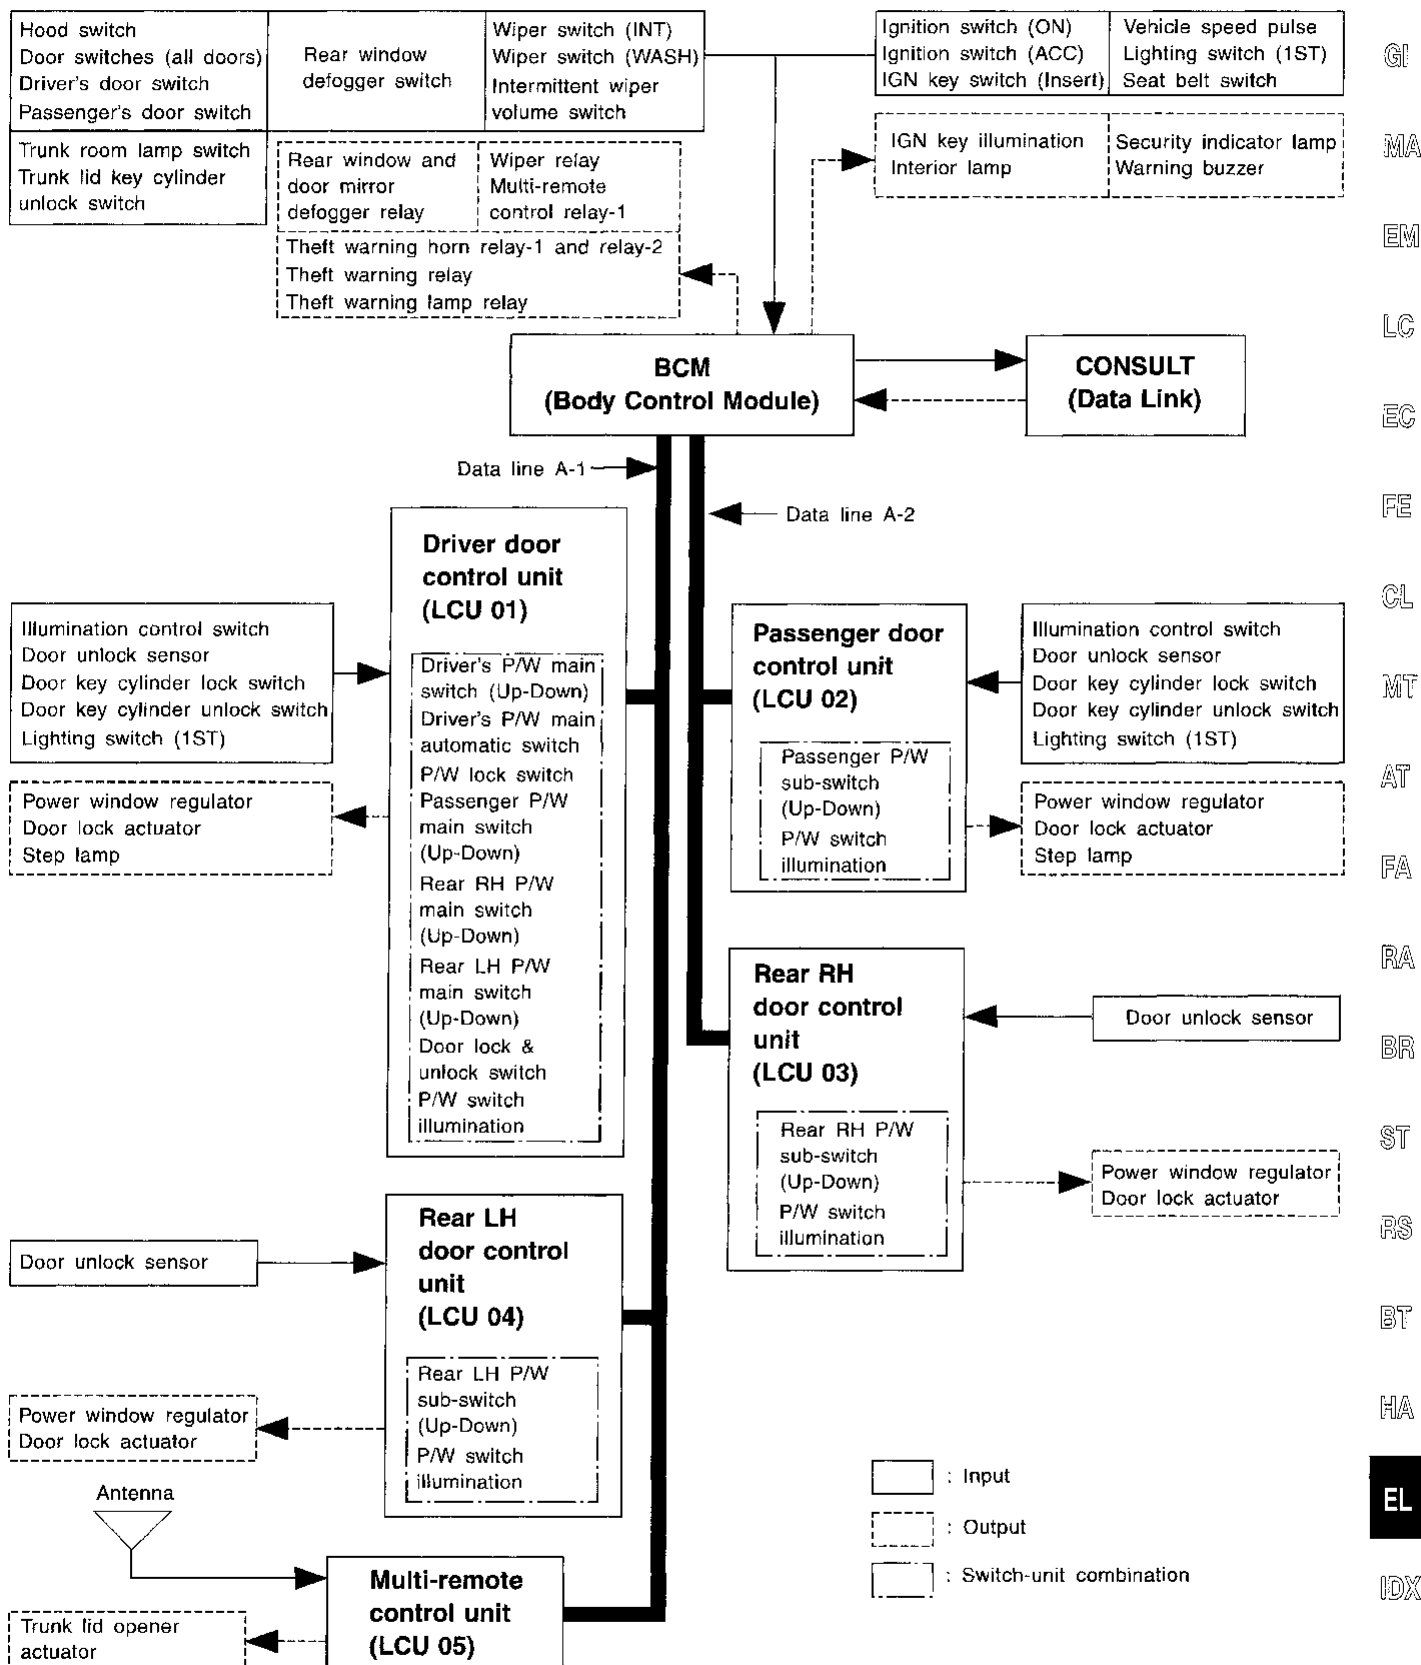 Hood switch
Door switches (all doors)
Driver's door switch
Passenger's door switch
Rear window
defogger switch
Wiper switch (INT)
Wiper switch (WASH)
Intermittent wiper
volume switch
Ignition switch (ON)
Ignition switch (ACC)
IGN key switch (Insert)
Vehicle speed pulse
Lighting switch (1ST)
Seat belt switch
Trunk room lamp switch
Trunk lid key cylinder
unlock switch
Rear window and
door mirror
defogger relay
Wiper relay
Multi-remote
control relay-1
Theft warning horn relay-1 and relay-2
Theft warning relay
Theft warning lamp relay
IGN key illumination
Interior lamp
Security indicator lamp
Warning buzzer
BCM
(Body Control Module)
CONSULT
(Data Link)
Data line A-1
Data line A-2
Driver door
control unit
(LCU 01)
Driver's P/W main
switch (Up-Down)
Driver's P/W main
automatic switch
P/W lock switch
Passenger P/W
main switch
(Up-Down)
Rear RH P/W
main switch
(Up-Down)
Rear LH P/W
main switch
(Up-Down)
Door lock &
unlock switch
P/W switch
illumination
Illumination control switch
Door unlock sensor
Door key cylinder lock switch
Door key cylinder unlock switch
Lighting switch (1ST)
Power window regulator
Door lock actuator
Step lamp
Passenger door
control unit
(LCU 02)
Passenger P/W
sub-switch
(Up-Down)
P/W switch
illumination
Illumination control switch
Door unlock sensor
Door key cylinder lock switch
Door key cylinder unlock switch
Lighting switch (1ST)
Power window regulator
Door lock actuator
Step lamp
Rear RH
door control
unit
(LCU 03)
Rear RH P/W
sub-switch
(Up-Down)
P/W switch
illumination
Door unlock sensor
Power window regulator
Door lock actuator
Rear LH
door control
unit
(LCU 04)
Rear LH P/W
sub-switch
(Up-Down)
P/W switch
illumination
Door unlock sensor
Power window regulator
Door lock actuator
Antenna
Multi-remote
control unit
(LCU 05)
Trunk lid opener
actuator
: Input
: Output
: Switch-unit combination
GI
MA
EM
LC
EC
FE
CL
MT
AT
FA
RA
BR
ST
RS
BT
HA
EL
IDX